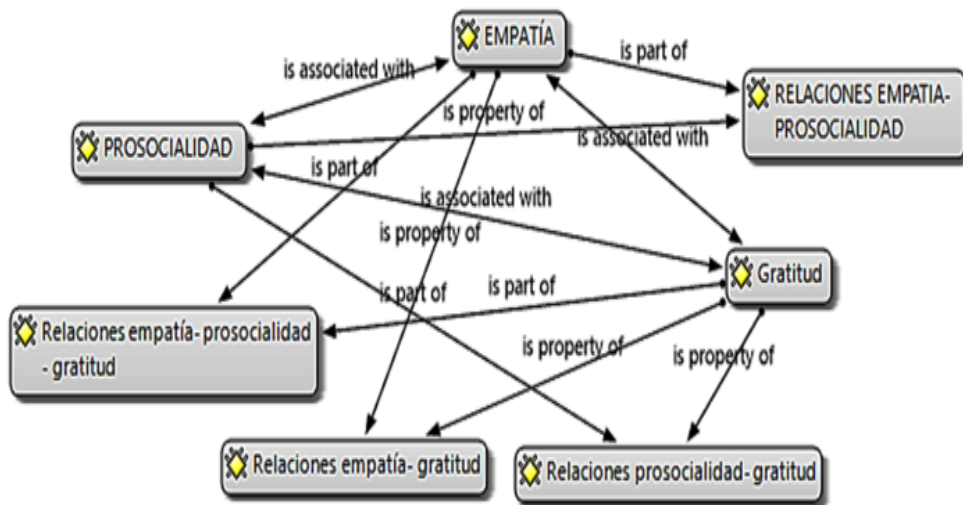 EMPATÍA
is part of
is associated with
RELACIONES EMPATIA-
PROSOCIALIDAD
is property of
is associated with
PROSOCIALIDAD
is part of
is associated with
is property of
Gratitud
is part of
is part of
Relaciones empatía- prosocialidad
- gratitud
is property of
is property of
Relaciones empatía- gratitud
Relaciones prosocialidad- gratitud